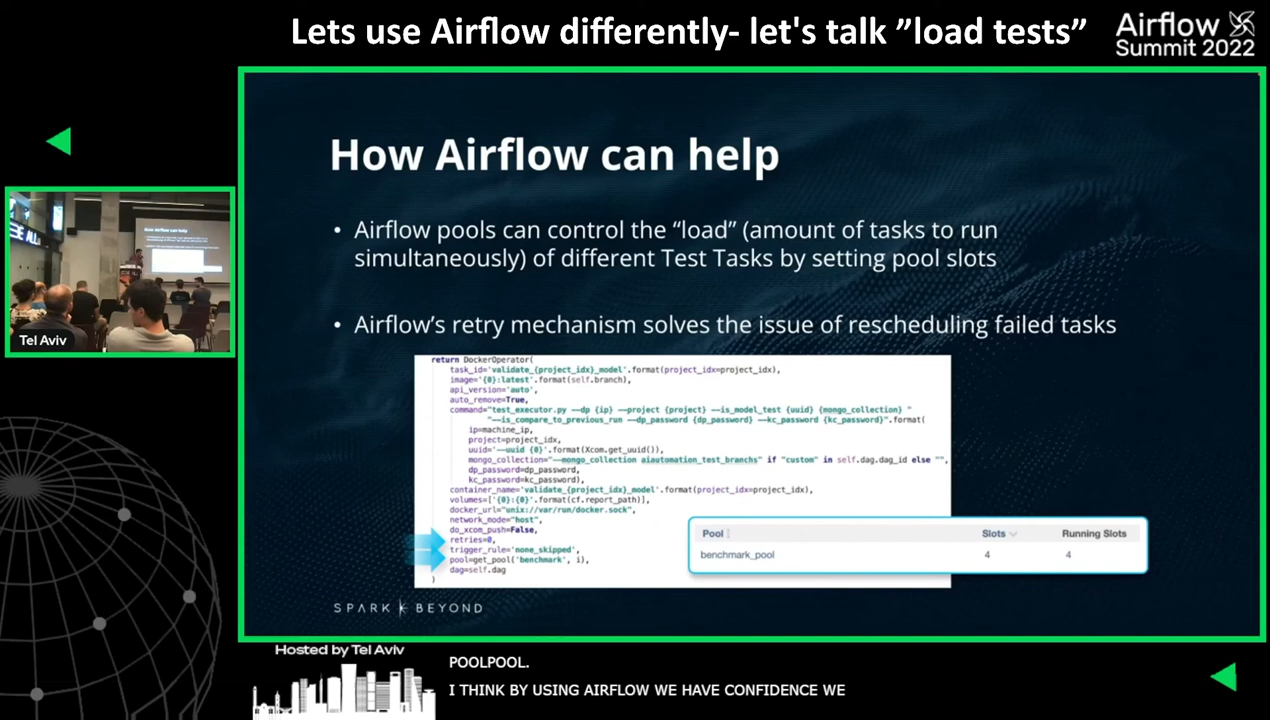 Lets use Airflow differently- let's talk ”load tests”
Airflow
Summit 2022
How Airflow can help
• Airflow pools can control the “load” (amount of tasks to run
simultaneously) of different Test Tasks by setting pool slots
• Airflow’s retry mechanism solves the issue of rescheduling failed tasks
return DockerOperator(
task_id='validate_{project_idx}_model'.format(project_idx=project_idx),
image='{0}:latest'.format(self.branch),
api_version='auto',
auto_remove=True,
command="test_executor.py --dp {ip} --project {project} --is_model_test {uuid} {mongo_collection} "
"--is_compare_to_previous_run --dp_password {dp_password} --kc_password {kc_password}".format(
ip=machine_ip,
project=project_idx,
uuid='--uuid {0}'.format(Xcom.get_uuid()),
mongo_collection="--mongo_collection aiautomation_test_branchs" if "custom" in self.dag.dag_id else "",
dp_password=dp_password,
kc_password=kc_password),
container_name='validate_{project_idx}_model'.format(project_idx=project_idx),
volumes=['{0}:{0}'.format(cf.report_path)],
docker_url="unix://var/run/docker.sock",
network_mode="host",
do_xcom_push=False,
retries=0,
trigger_rule='none_skipped',
pool=get_pool('benchmark', i),
dag=self.dag
)
Pool Slots Running Slots
benchmark_pool 4 4
SPARK BEYOND
Tel Aviv
Hosted by Tel Aviv
POOLPOOL.
I THINK BY USING AIRFLOW WE HAVE CONFIDENCE WE